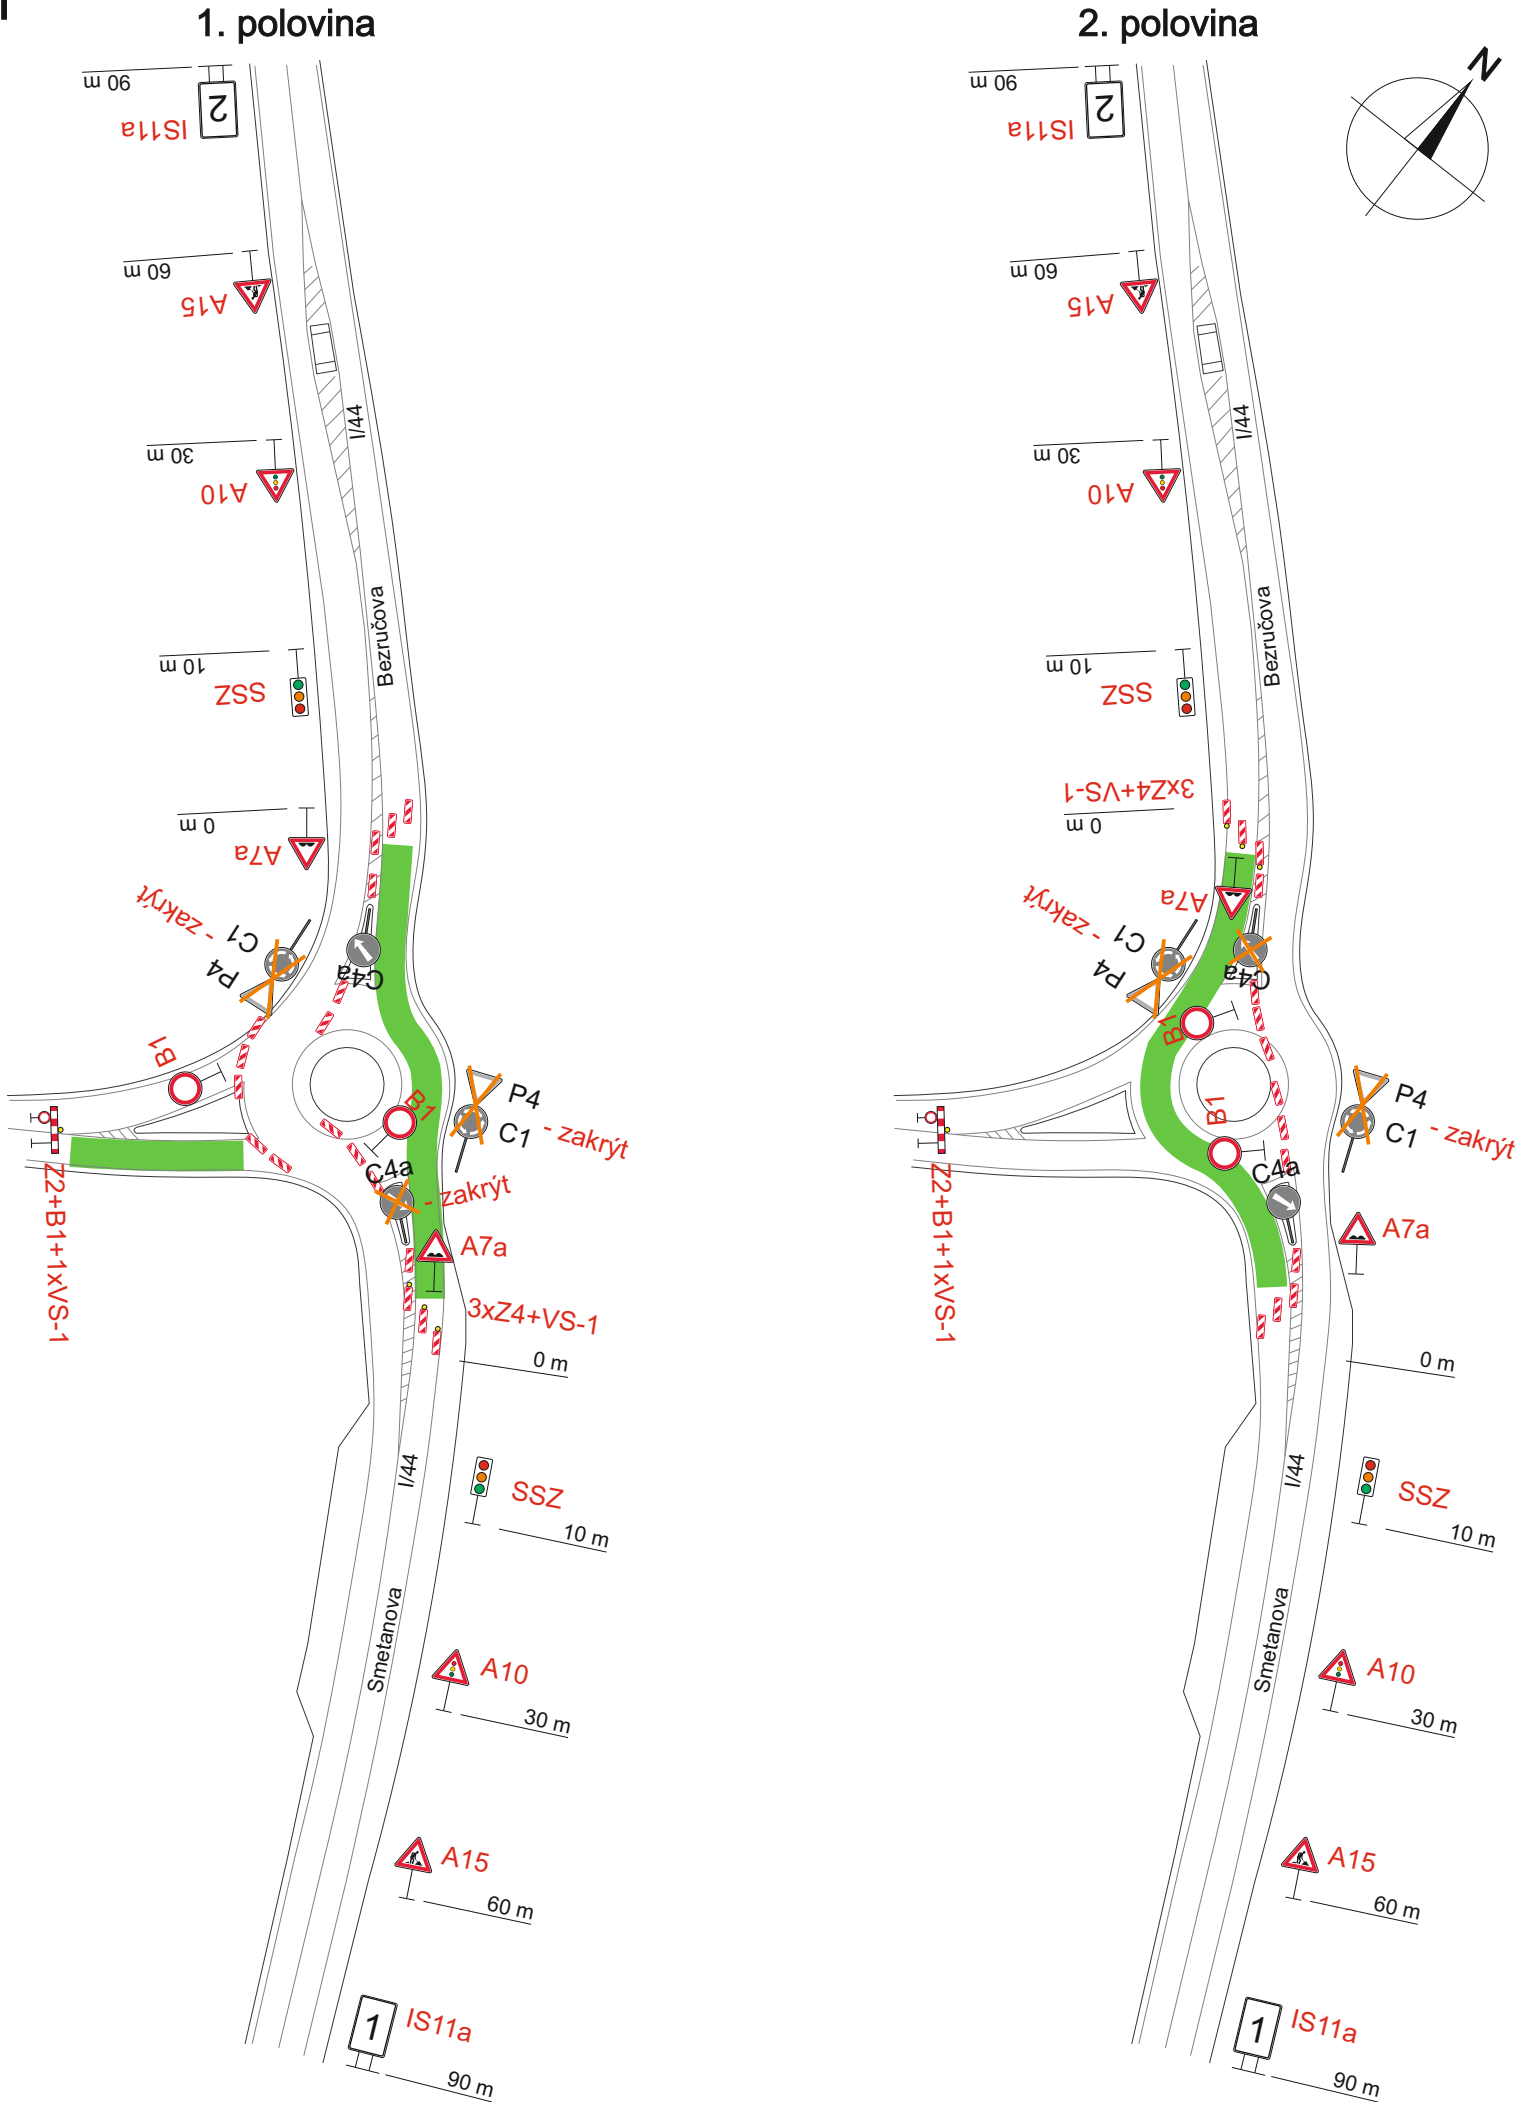 1. polovina
90 m
2
IS11a
60 m
A15
I/44
30 m
A10
Bezručova
10 m
SSZ
0 m
A7a
C1 - zakrýt
P4
C4a
B1
B1
P4
C1 - zakrýt
C4a - zakrýt
Z2+B1+1xVS-1
A7a
3xZ4+VS-1
0 m
I/44
SSZ
10 m
Smetanova
A10
30 m
A15
60 m
1
IS11a
90 m
2. polovina
N
90 m
2
IS11a
60 m
A15
I/44
30 m
A10
Bezručova
10 m
SSZ
3xZ4+VS-1
0 m
A7a
C1 - zakrýt
P4
C4a
B1
B1
P4
C1 - zakrýt
C4a
Z2+B1+1xVS-1
A7a
0 m
I/44
SSZ
10 m
Smetanova
A10
30 m
A15
60 m
1
IS11a
90 m